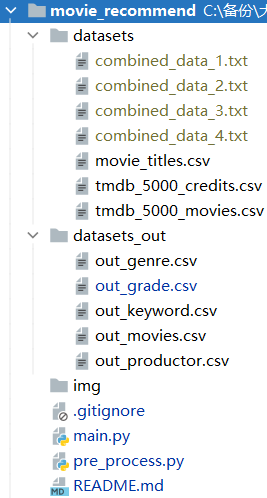 movie_recommend C:\备份\大
datasets
combined_data_1.txt
combined_data_2.txt
combined_data_3.txt
combined_data_4.txt
movie_titles.csv
tmdb_5000_credits.csv
tmdb_5000_movies.csv
datasets_out
out_genre.csv
out_grade.csv
out_keyword.csv
out_movies.csv
out_productor.csv
img
.gitignore
main.py
pre_process.py
MD README.md